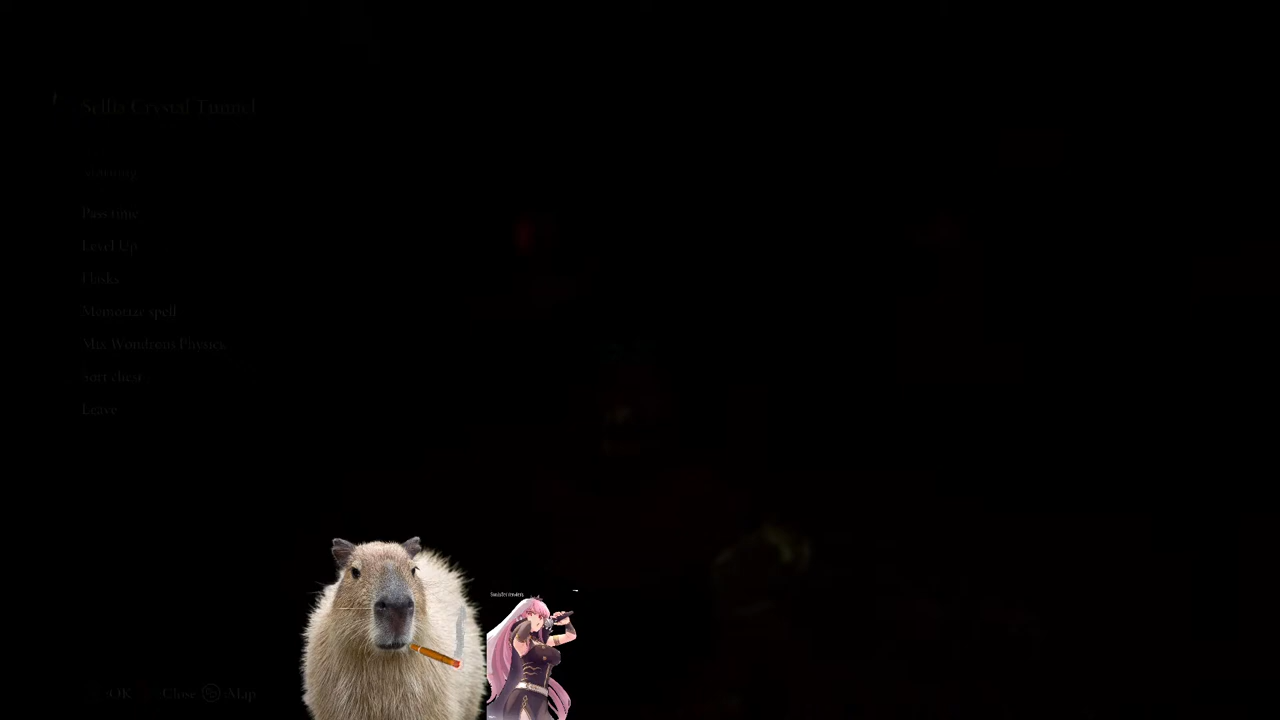 Sellia Crystal Tunnel
Morning
Pass time
Level Up
Flasks
Memorize spell
Mix Wondrous Physick
Sort chest
Leave
OK Close Map